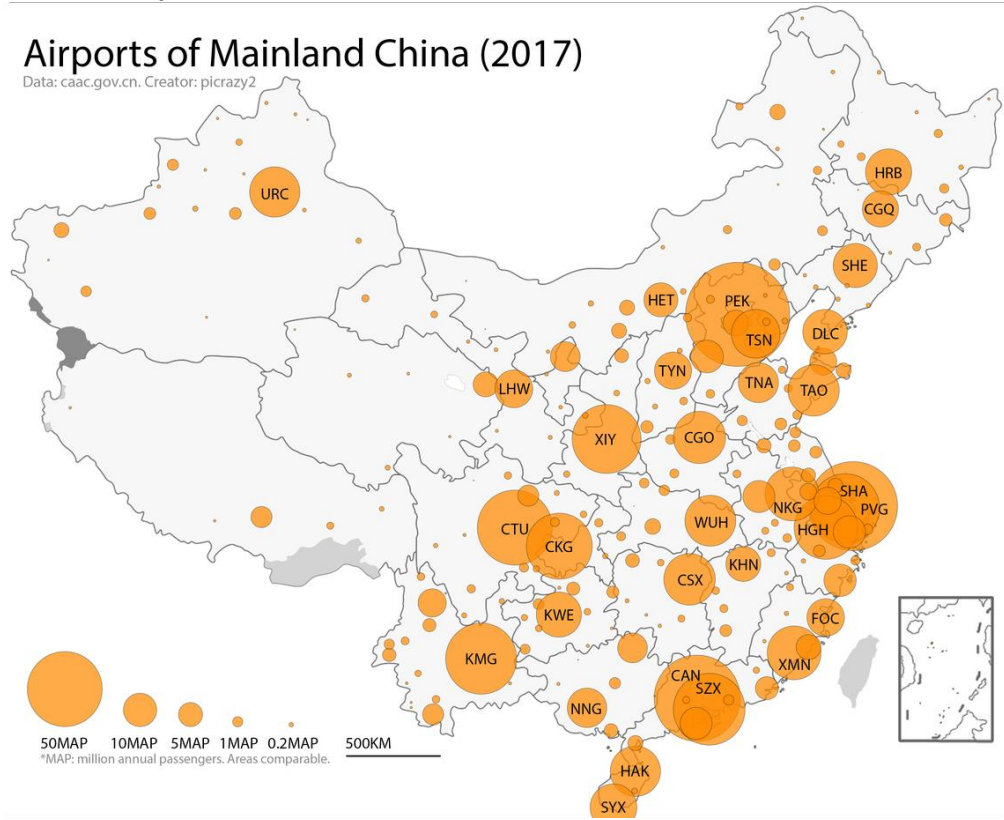 Airports of Mainland China (2017)
Data: caac.gov.cn. Creator: picrazy2
URC
HRB
CGQ
SHE
HET
PEK
TSN
DLC
TYN
TNA
TAO
LHW
XIY
CGO
SHA
NKG
PVG
CTU
WUH
HGH
CKG
KHN
CSX
KWE
FOC
KMG
XMN
CAN
SZX
NNG
HAK
SYX
50MAP 10MAP 5MAP 1MAP 0.2MAP 500KM
*MAP: million annual passengers. Areas comparable.